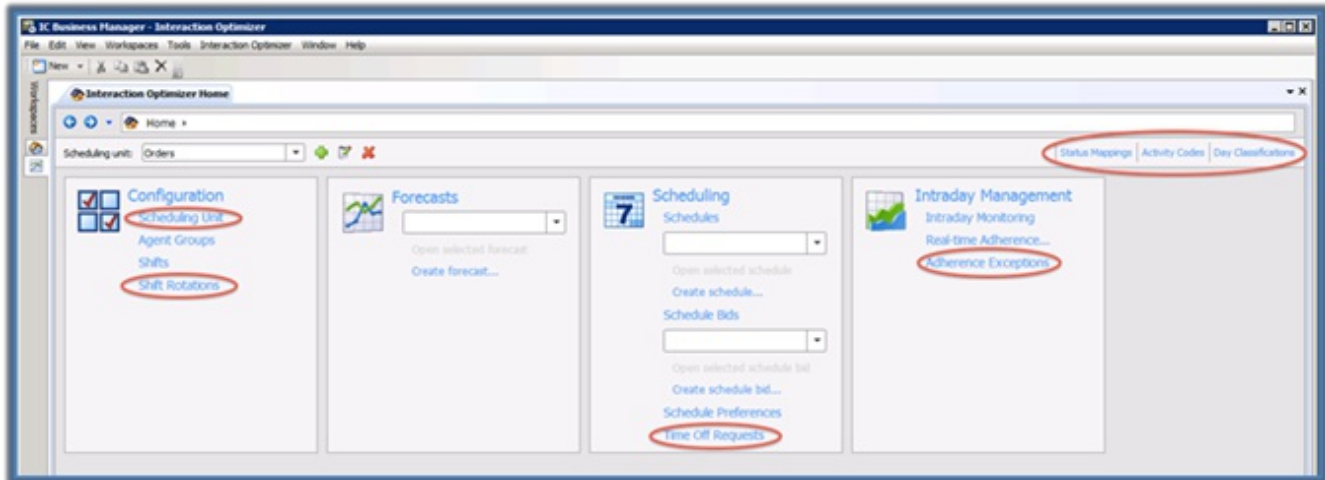 IC Business Manager - Interaction Optimizer
File Edit View Workspaces Tools Interaction Optimizer Window Help
New
Workspaces
Interaction Optimizer Home
Home
Scheduling unit: Orders
Status Mappings Activity Codes Day Classifications
Configuration
Scheduling Unit
Agent Groups
Shifts
Shift Rotations
Forecasts
Open selected forecast
Create forecast...
7
Scheduling
Schedules
Open selected schedule
Create schedule...
Schedule Bids
Open selected schedule bid
Create schedule bid...
Schedule Preferences
Time Off Requests
Intraday Management
Intraday Monitoring
Real-time Adherence...
Adherence Exceptions